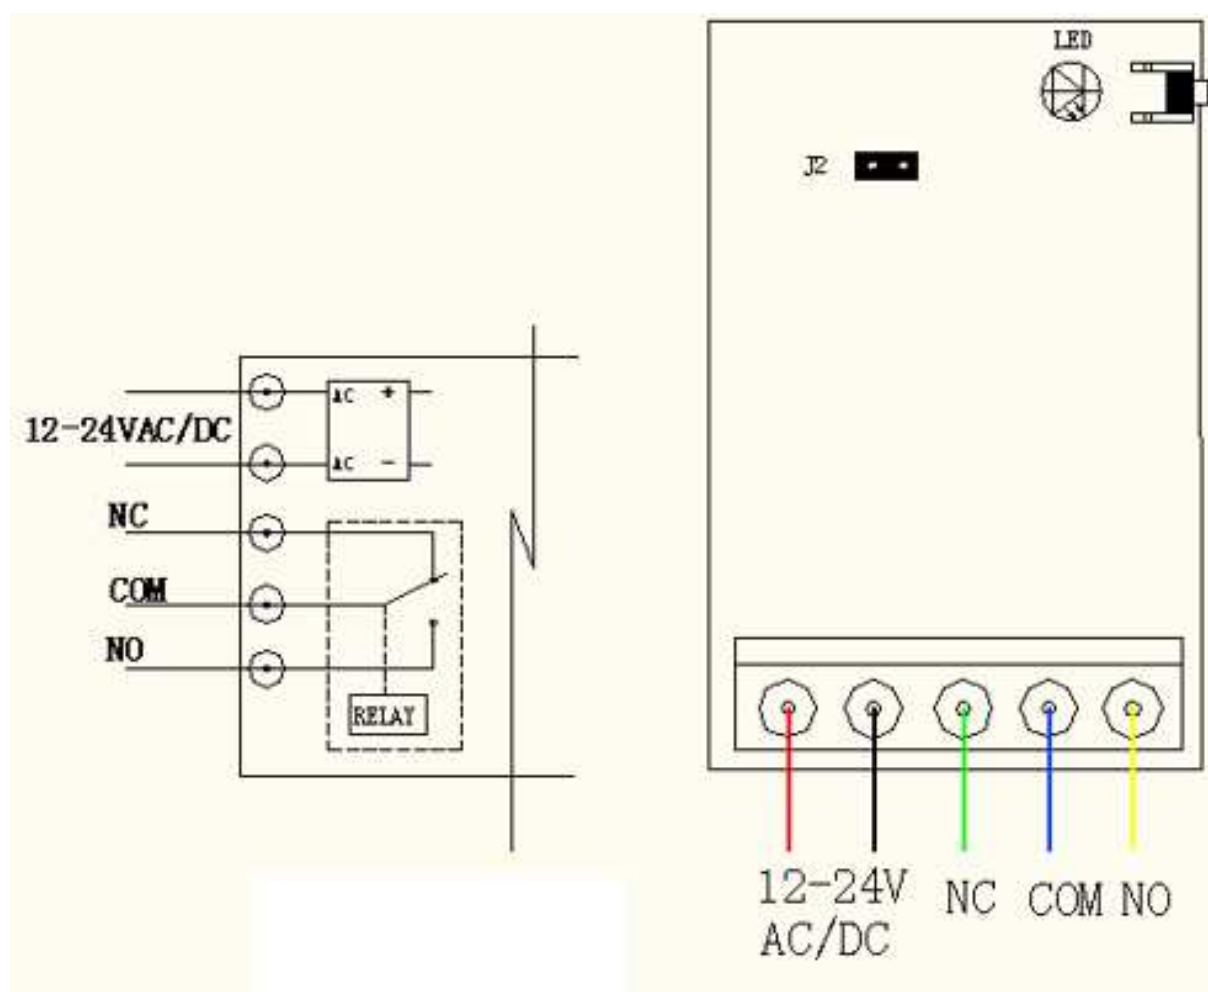 LED
J2
AC +
12-24VAC/DC
AC -
NC
COM
NO
RELAY
12-24V
AC/DC
NC
COM
NO